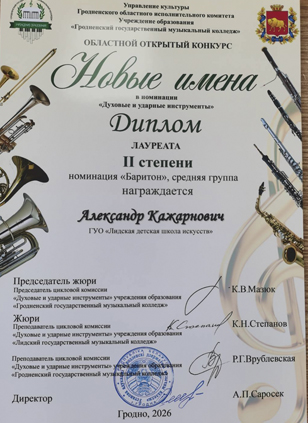 Управление культуры
Гродненского областного исполнительного комитета
Учреждение образования
«Гродненский государственный музыкальный колледж»
ОБЛАСТНОЙ ОТКРЫТЫЙ КОНКУРС
Новые имена
в номинации
«Духовые и ударные инструменты»
Диплом
ЛАУРЕАТА
II степени
номинация «Баритон», средняя группа
награждается
Александр Кажарнович
ГУО «Лидская детская школа искусств»
Председатель жюри
Председатель цикловой комиссии
«Духовые и ударные инструменты» учреждения образования
«Гродненский государственный музыкальный колледж»
К.В.Мазюк
Жюри
Преподаватель цикловой комиссии
«Духовые и ударные инструменты» учреждения образования
«Лидский государственный музыкальный колледж»
К.Н.Степанов
Преподаватель цикловой комиссии
«Духовые и ударные инструменты» учреждения образования
«Гродненский государственный музыкальный колледж»
Р.Г.Врублевская
Директор
А.П.Саросек
Гродно, 2026